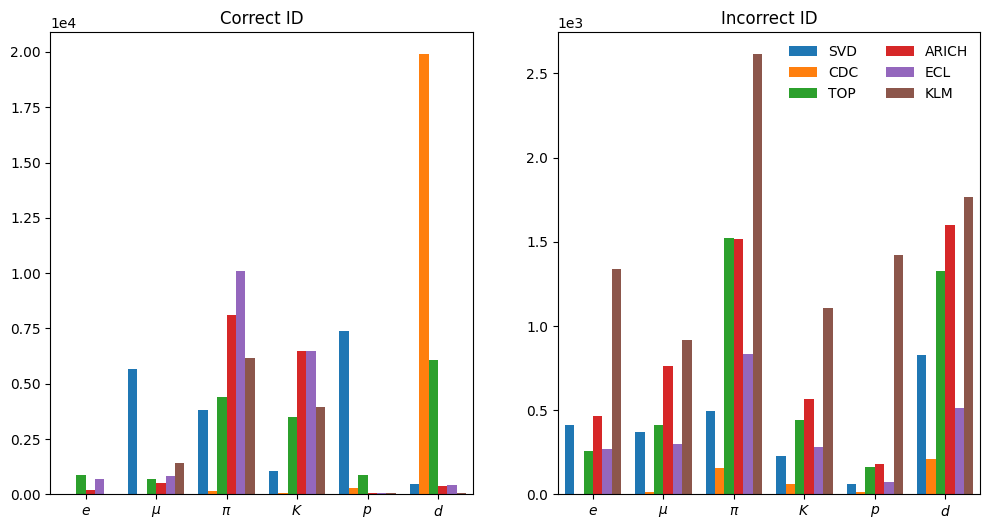 Correct ID
1e4
2.00
1.75
1.50
1.25
1.00
0.75
0.50
0.25
0.00
e μ π K p d
Incorrect ID
1e3
2.5
2.0
1.5
1.0
0.5
0.0
e μ π K p d
SVD
CDC
TOP
ARICH
ECL
KLM